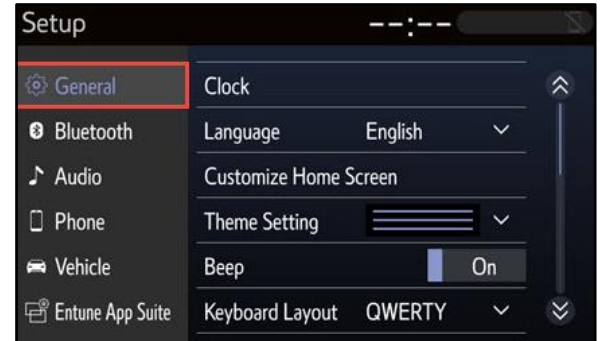 Setup --:--
General
Bluetooth
Audio
Phone
Vehicle
Entune App Suite
Clock
Language English
Customize Home Screen
Theme Setting
Beep On
Keyboard Layout QWERTY